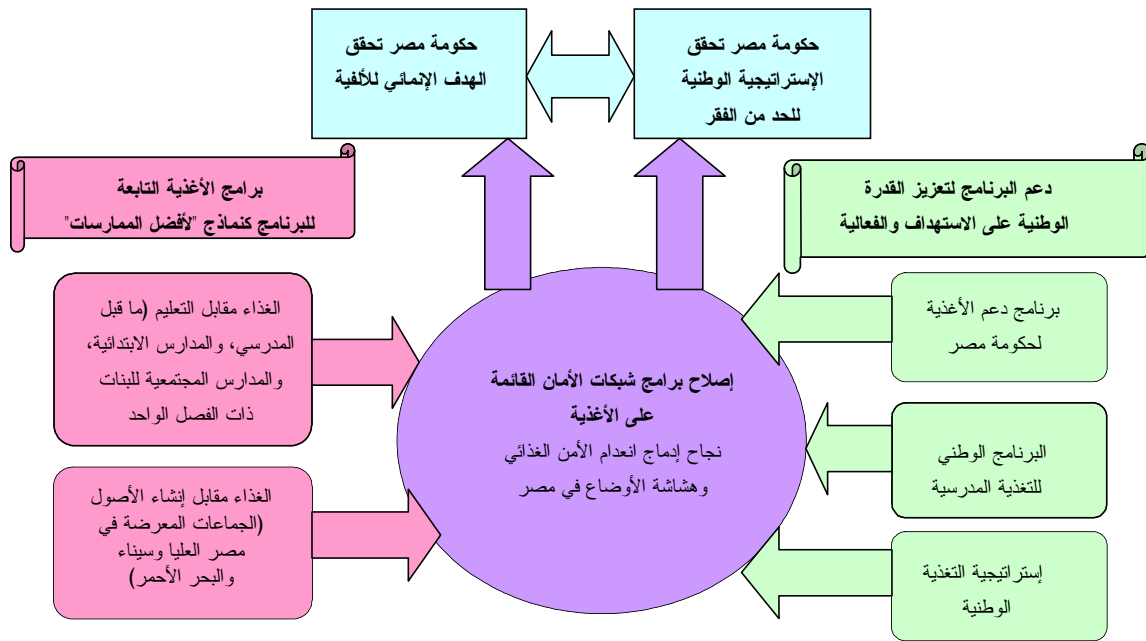 حكومة مصر تحقق
الإستراتيجية الوطنية
للحد من الفقر
حكومة مصر تحقق
الهدف الإنمائي للألفية
دعم البرنامج لتعزيز القدرة
الوطنية على الاستهداف والفعالية
برامج الأغذية التابعة
للبرنامج كنماذج "لأفضل الممارسات"
برنامج دعم الأغذية
لحكومة مصر
البرنامج الوطني
للتغذية المدرسية
إستراتيجية التغذية
الوطنية
إصلاح برامج شبكات الأمان القائمة
على الأغذية
نجاح إدماج انعدام الأمن الغذائي
وهشاشة الأوضاع في مصر
الغذاء مقابل التعليم (ما قبل
المدرسي، والمدارس الابتدائية،
والمدارس المجتمعية للبنات
ذات الفصل الواحد
الغذاء مقابل إنشاء الأصول
(الجماعات المعرضة في
مصر العليا وسيناء
والبحر الأحمر)